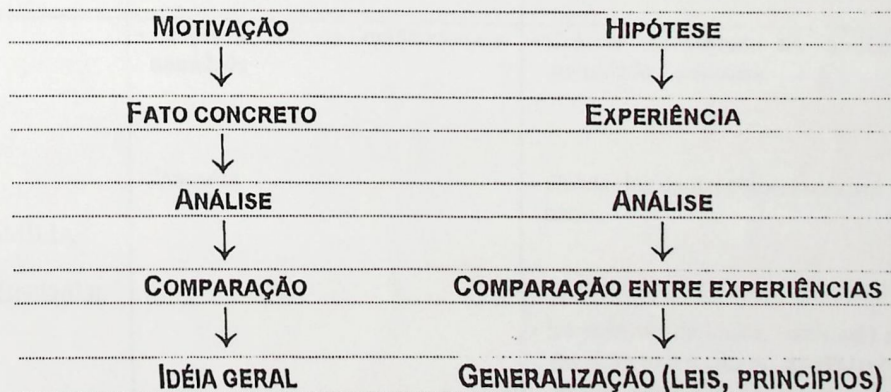 MOTIVAÇÃO HIPÓTESE
FATO CONCRETO EXPERIÊNCIA
ANÁLISE ANÁLISE
COMPARAÇÃO COMPARAÇÃO ENTRE EXPERIÊNCIAS
IDÉIA GERAL GENERALIZAÇÃO (LEIS, PRINCÍPIOS)